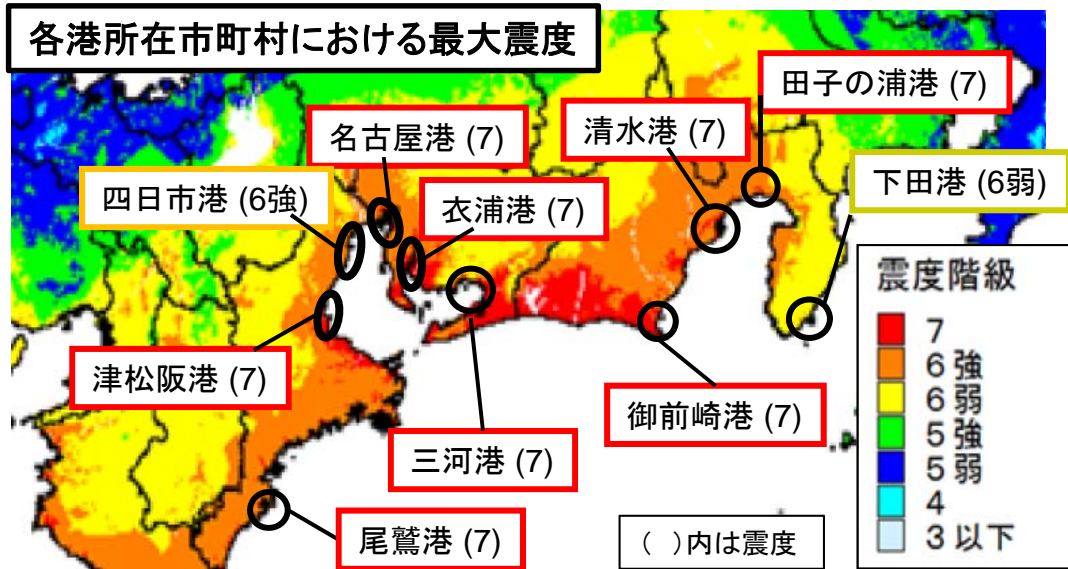 各港所在市町村における最大震度
田子の浦港 (7)
名古屋港 (7)
清水港 (7)
四日市港 (6強)
衣浦港 (7)
下田港 (6弱)
津松阪港 (7)
御前崎港 (7)
三河港 (7)
尾鷲港 (7)
( )内は震度
震度階級
7
6強
6弱
5強
5弱
4
3以下